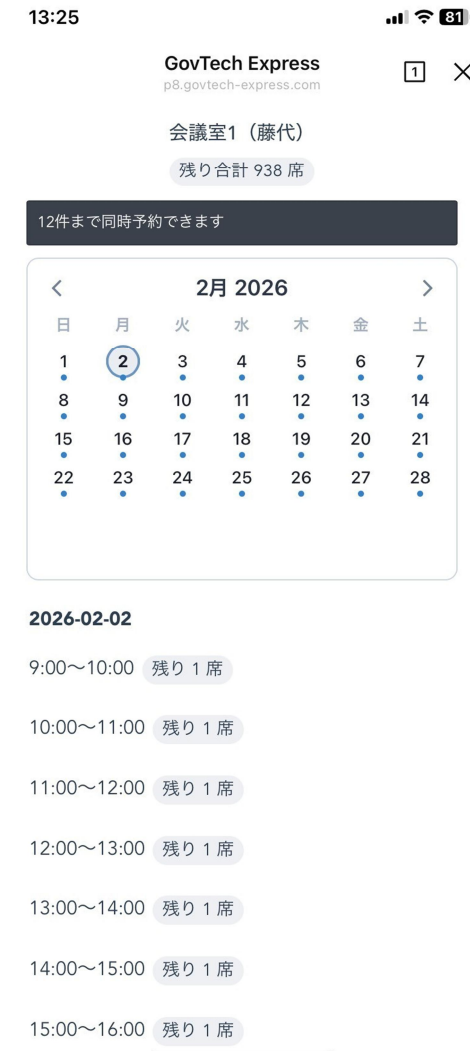 13:25
81
GovTech Express
p8.govtech-express.com
1
会議室1（藤代）
残り合計 938 席
12件まで同時予約できます
2月 2026
日 月 火 水 木 金 土
1 2 3 4 5 6 7
8 9 10 11 12 13 14
15 16 17 18 19 20 21
22 23 24 25 26 27 28
2026-02-02
9:00〜10:00 残り 1 席
10:00〜11:00 残り 1 席
11:00〜12:00 残り 1 席
12:00〜13:00 残り 1 席
13:00〜14:00 残り 1 席
14:00〜15:00 残り 1 席
15:00〜16:00 残り 1 席